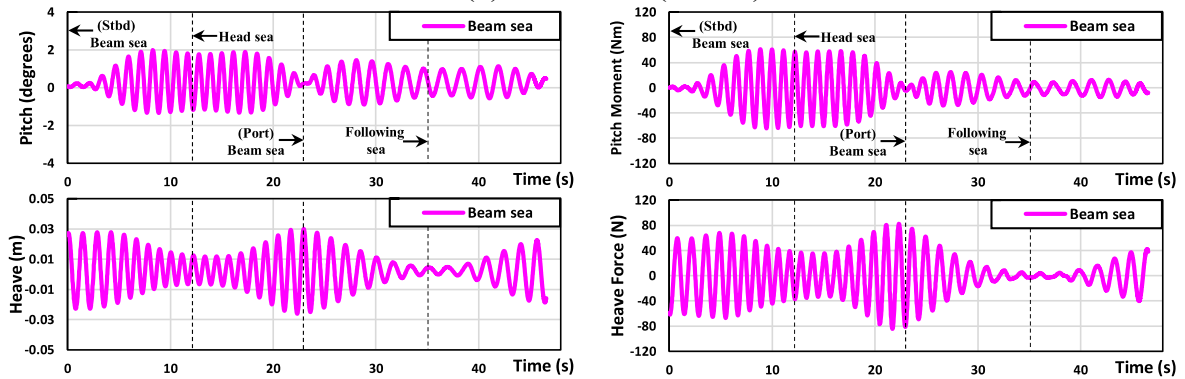 Pitch (degrees)
4
2
0
-2
-4
(Stbd)
Beam sea
Head sea
Beam sea
(Port)
Beam sea
Following
sea
0
10
20
30
40
Time (s)
Pitch Moment (Nm)
120
80
40
0
-40
-80
-120
(Stbd)
Beam sea
Head sea
Beam sea
(Port)
Beam sea
Following
sea
0
10
20
30
40
Time (s)
Heave (m)
0.05
0.03
0.01
-0.01
-0.03
-0.05
Beam sea
0
10
20
30
40
Time (s)
Heave Force (N)
120
80
40
0
-40
-80
-120
Beam sea
0
10
20
30
40
Time (s)